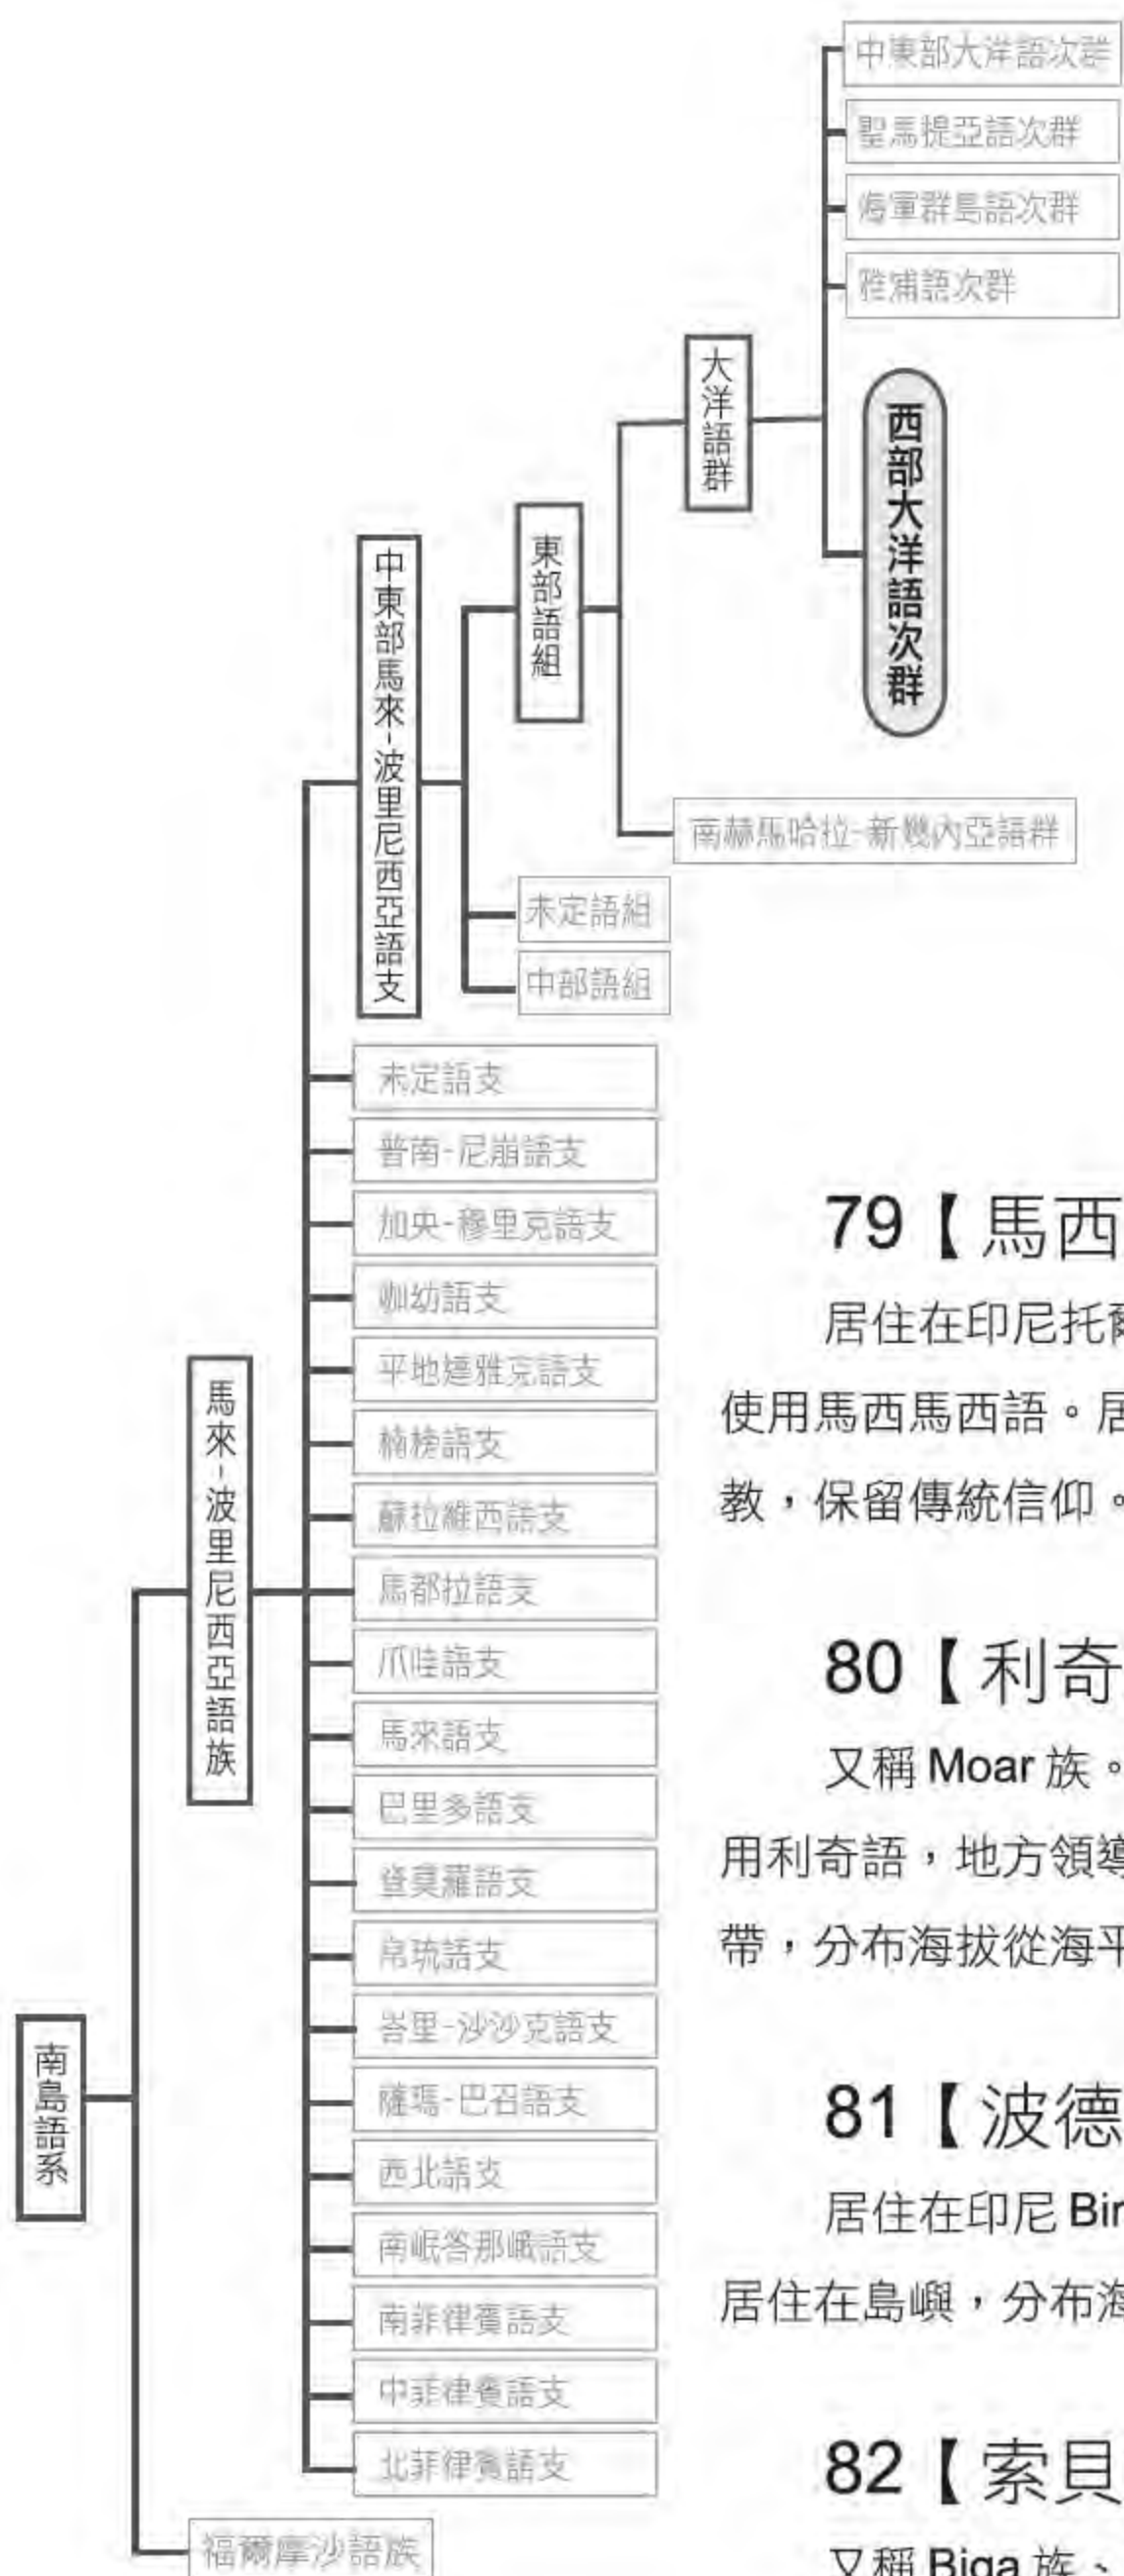 中東部大洋語次群
聖馬提亞語次群
海軍群島語次群
雅浦語次群
大洋語群
西部大洋語次群
東部語組
中東部馬來-波里尼西亞語支
南赫馬哈拉-新幾內亞語群
未定語組
中部語組
未定語支
普南-尼崩語支
加央-穆里克語支
咖幼語支
平地達雅克語支
楠榜語支
蘇拉維西語支
馬都拉語支
爪哇語支
馬來語支
巴里多語支
查莫羅語支
帛琉語支
峇里-沙沙克語支
薩瑪-巴召語支
西北語支
南岷答那峨語支
南菲律賓語支
中菲律賓語支
北菲律賓語支
馬來-波里尼西亞語族
南島語系
福爾摩沙語族
79【馬西
居住在印尼托爾
使用馬西馬西語。居
教，保留傳統信仰。
80【利奇
又稱 Moar 族。
用利奇語，地方領導
帶，分布海拔從海平
81【波德
居住在印尼 Bir
居住在島嶼，分布海
82【索貝
又稱 Biga 族、